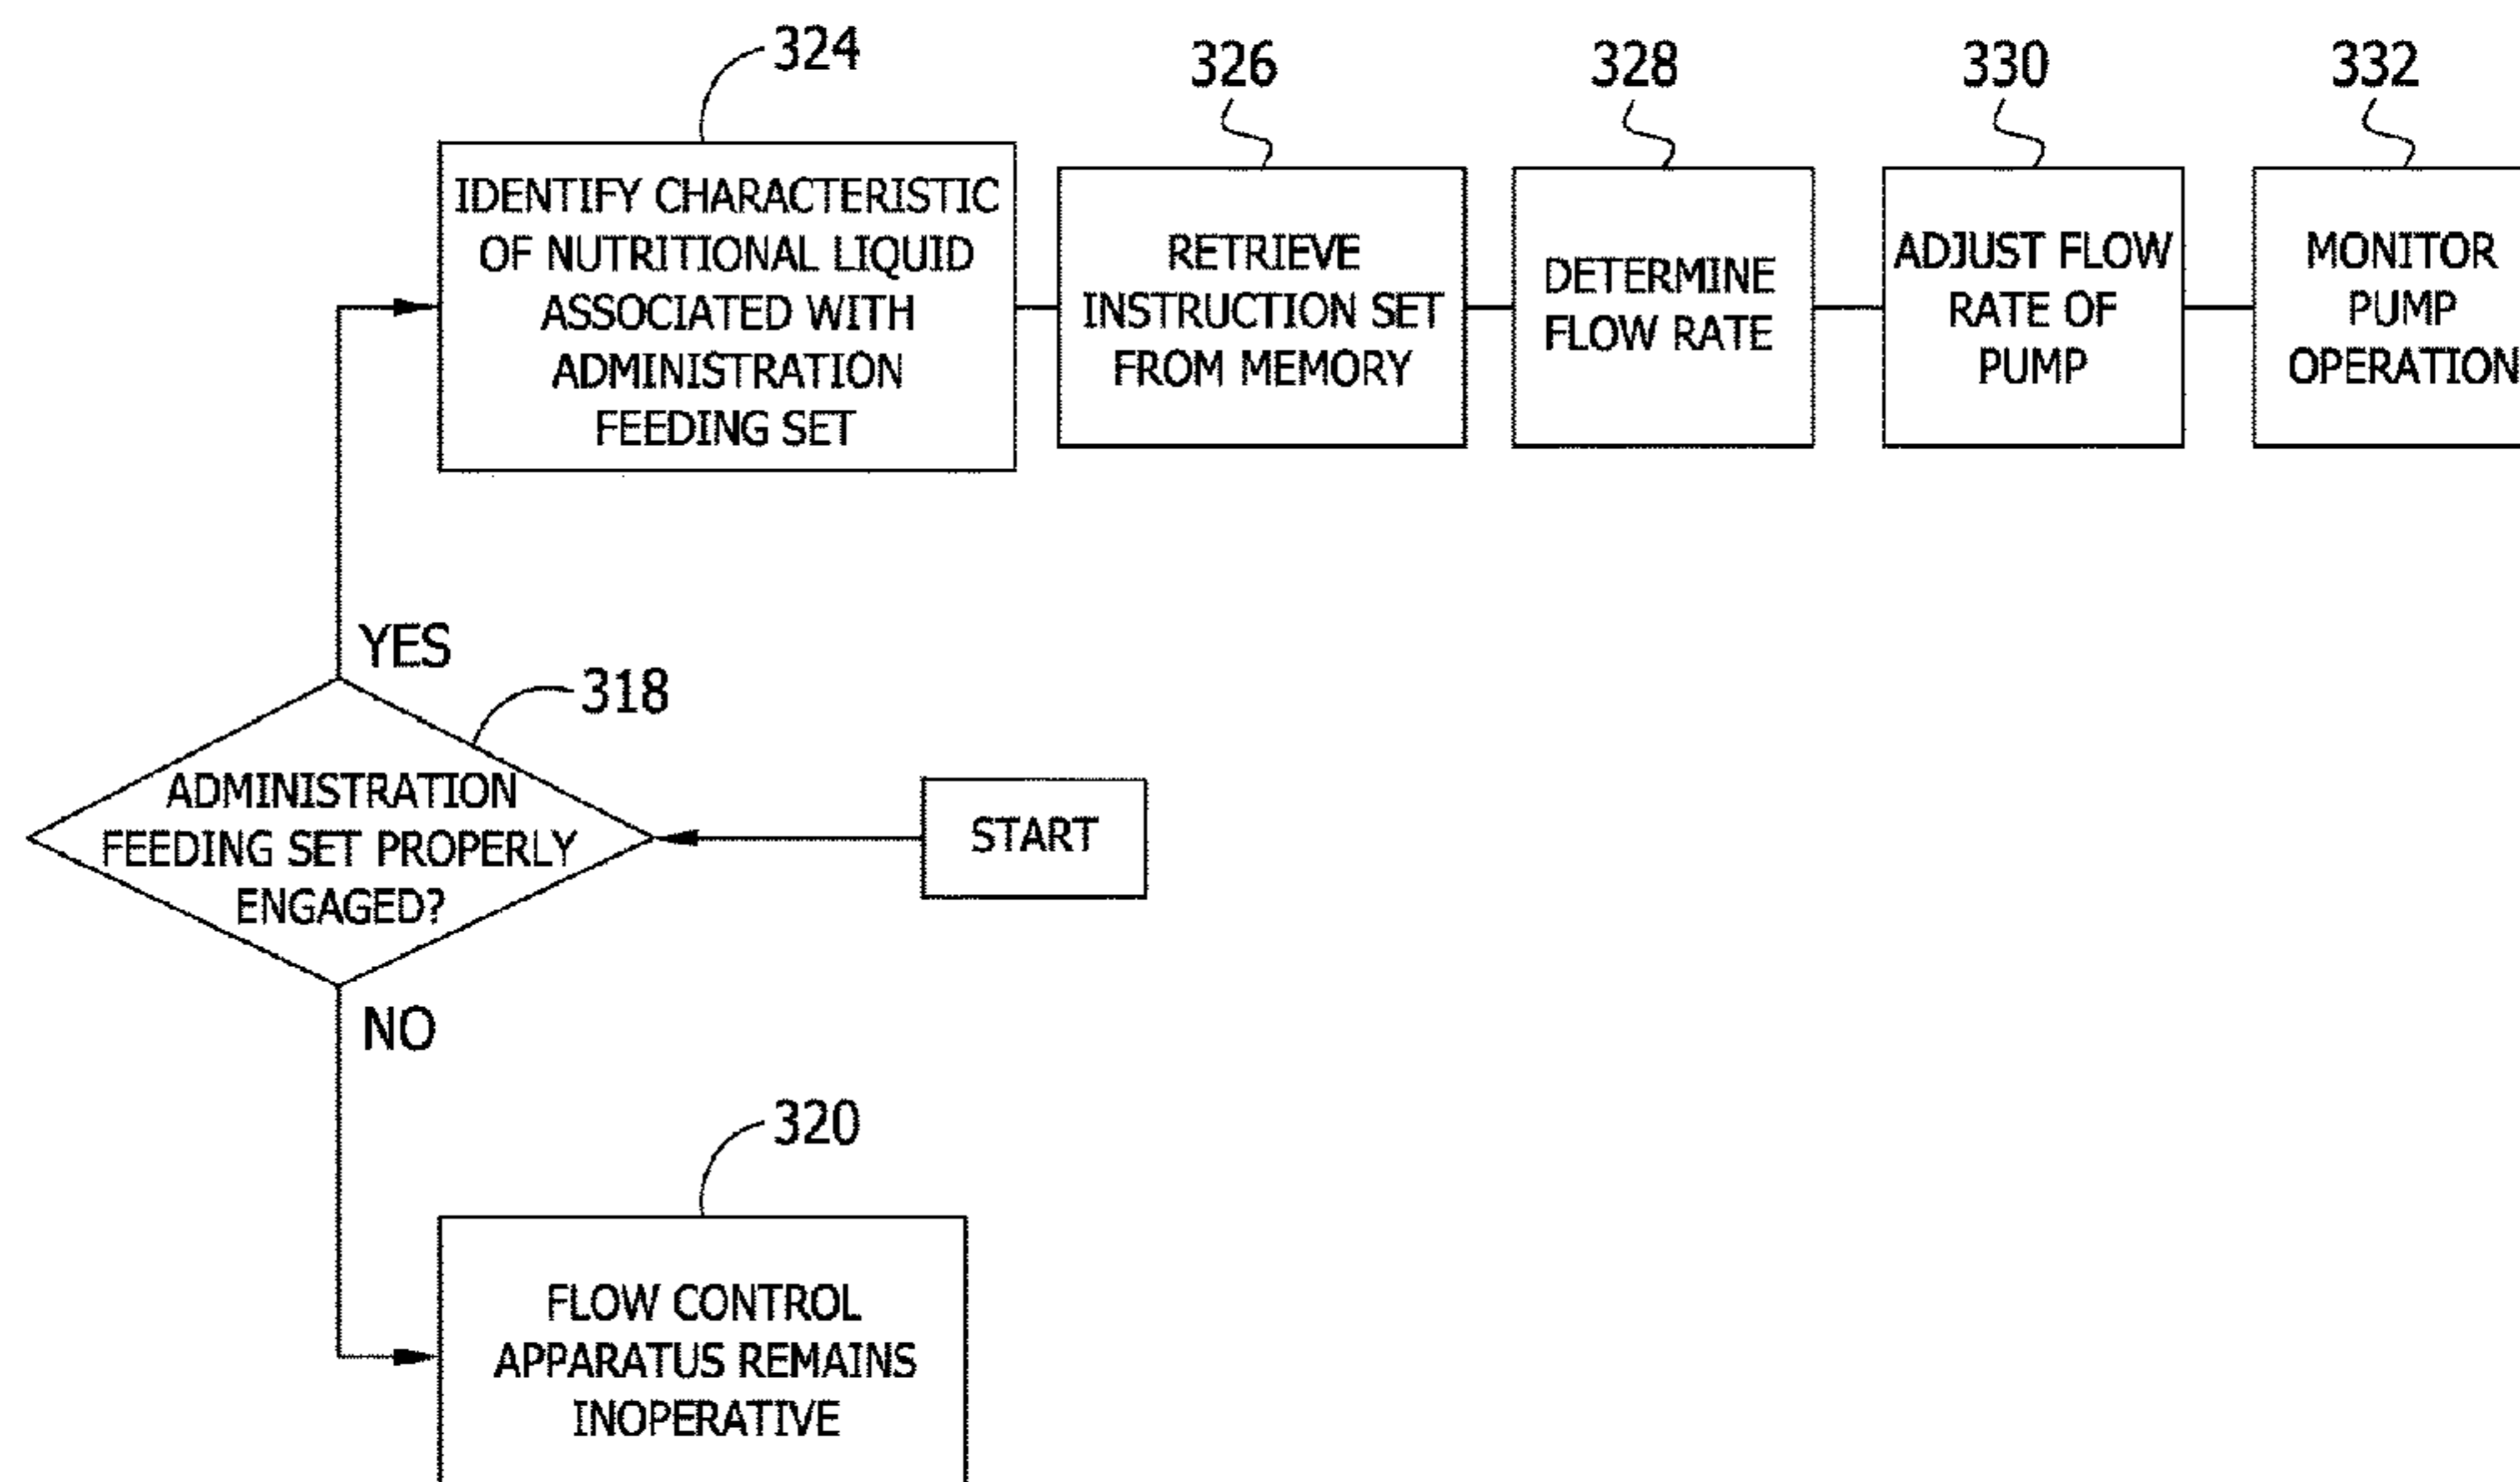 324
326
328
330
332
IDENTIFY CHARACTERISTIC
OF NUTRITIONAL LIQUID
ASSOCIATED WITH
ADMINISTRATION
FEEDING SET
RETRIEVE
INSTRUCTION SET
FROM MEMORY
DETERMINE
FLOW RATE
ADJUST FLOW
RATE OF
PUMP
MONITOR
PUMP
OPERATION
YES
318
ADMINISTRATION
FEEDING SET PROPERLY
ENGAGED?
START
NO
320
FLOW CONTROL
APPARATUS REMAINS
INOPERATIVE